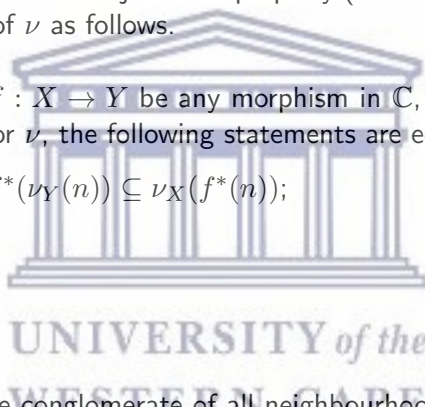 of ν as follows.
: X → Y be any morphism in ℂ,
or ν, the following statements are e
*(ν_Y(n)) ⊆ ν_X(f*(n));
UNIVERSITY of the
WESTERN CAPE
e conglomerate of all neighbourhoo